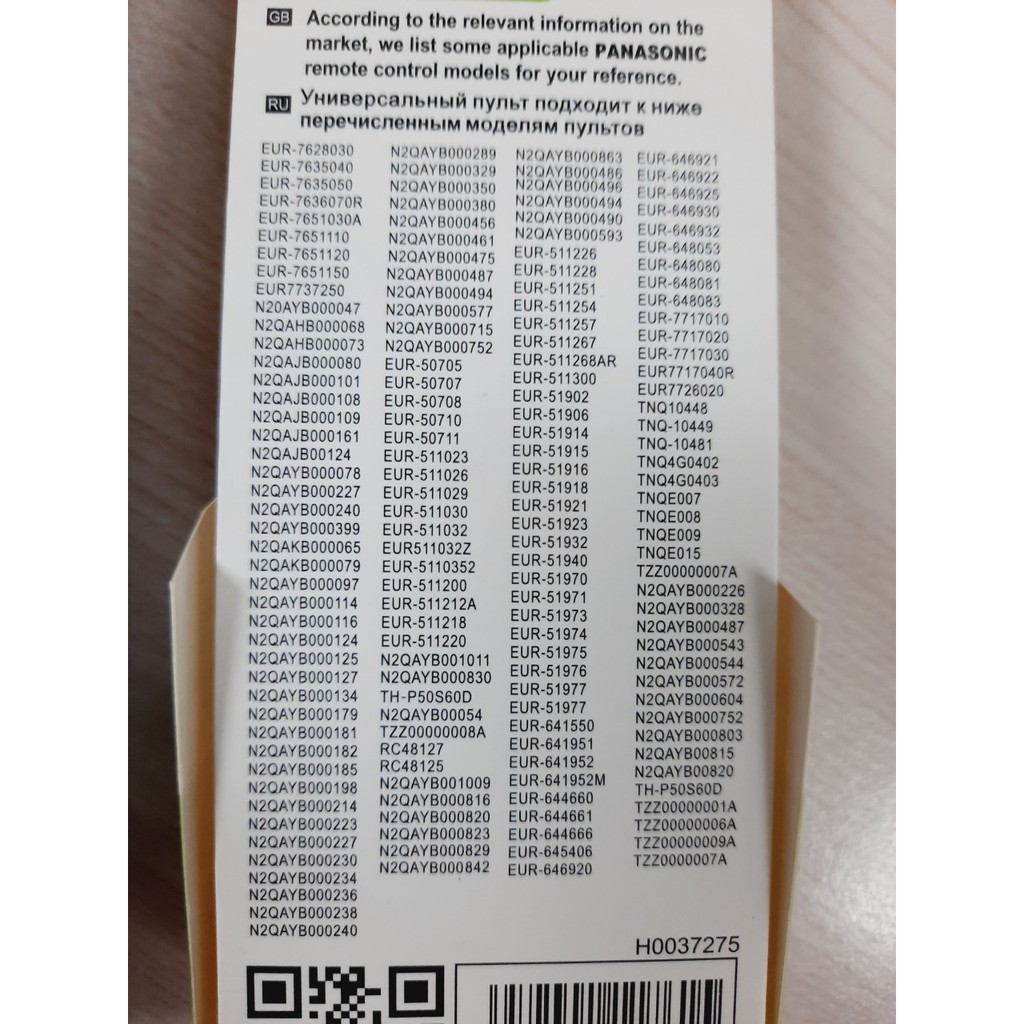 GB According to the relevant information on the
market, we list some applicable PANASONIC
remote control models for your reference.
RU Универсальный пульт подходит к ниже
перечисленным моделям пультов
EUR-7628030
EUR-7635040
EUR-7635050
EUR-7636070R
EUR-7651030A
EUR-7651110
EUR-7651120
EUR-7651150
EUR7737250
N20AYB000047
N2QAHB000068
N2QAHB000073
N2QAJB000080
N2QAJB000101
N2QAJB000108
N2QAJB000109
N2QAJB000161
N2QAJB00124
N2QAYB000078
N2QAYB000227
N2QAYB000240
N2QAYB000399
N2QAKB000065
N2QAKB000079
N2QAYB000097
N2QAYB000114
N2QAYB000116
N2QAYB000124
N2QAYB000125
N2QAYB000127
N2QAYB000134
N2QAYB000179
N2QAYB000181
N2QAYB000182
N2QAYB000185
N2QAYB000198
N2QAYB000214
N2QAYB000223
N2QAYB000227
N2QAYB000230
N2QAYB000234
N2QAYB000236
N2QAYB000238
N2QAYB000240
N2QAYB000289
N2QAYB000329
N2QAYB000350
N2QAYB000380
N2QAYB000456
N2QAYB000461
N2QAYB000475
N2QAYB000487
N2QAYB000494
N2QAYB000577
N2QAYB000715
N2QAYB000752
EUR-50705
EUR-50707
EUR-50708
EUR-50710
EUR-50711
EUR-511023
EUR-511026
EUR-511029
EUR-511030
EUR-511032
EUR511032Z
EUR-5110352
EUR-511200
EUR-511212A
EUR-511218
EUR-511220
N2QAYB001011
N2QAYB000830
TH-P50S60D
N2QAYB00054
TZZ00000008A
RC48127
RC48125
N2QAYB001009
N2QAYB000816
N2QAYB000820
N2QAYB000823
N2QAYB000829
N2QAYB000842
N2QAYB000863
N2QAYB000486
N2QAYB000496
N2QAYB000494
N2QAYB000490
N2QAYB000593
EUR-511226
EUR-511228
EUR-511251
EUR-511254
EUR-511257
EUR-511267
EUR-511268AR
EUR-511300
EUR-51902
EUR-51906
EUR-51914
EUR-51915
EUR-51916
EUR-51918
EUR-51921
EUR-51923
EUR-51932
EUR-51940
EUR-51970
EUR-51971
EUR-51973
EUR-51974
EUR-51975
EUR-51976
EUR-51977
EUR-51977
EUR-641550
EUR-641951
EUR-641952
EUR-641952M
EUR-644660
EUR-644661
EUR-644666
EUR-645406
EUR-646920
EUR-646921
EUR-646922
EUR-646925
EUR-646930
EUR-646932
EUR-648053
EUR-648080
EUR-648081
EUR-648083
EUR-7717010
EUR-7717020
EUR-7717030
EUR7717040R
EUR7726020
TNQ10448
TNQ-10449
TNQ-10481
TNQ4G0402
TNQ4G0403
TNQE007
TNQE008
TNQE009
TNQE015
TZZ00000007A
N2QAYB000226
N2QAYB000328
N2QAYB000487
N2QAYB000543
N2QAYB000544
N2QAYB000572
N2QAYB000604
N2QAYB000752
N2QAYB000803
N2QAYB00815
N2QAYB00820
TH-P50S60D
TZZ00000001A
TZZ00000006A
TZZ00000009A
TZZ0000007A
H0037275